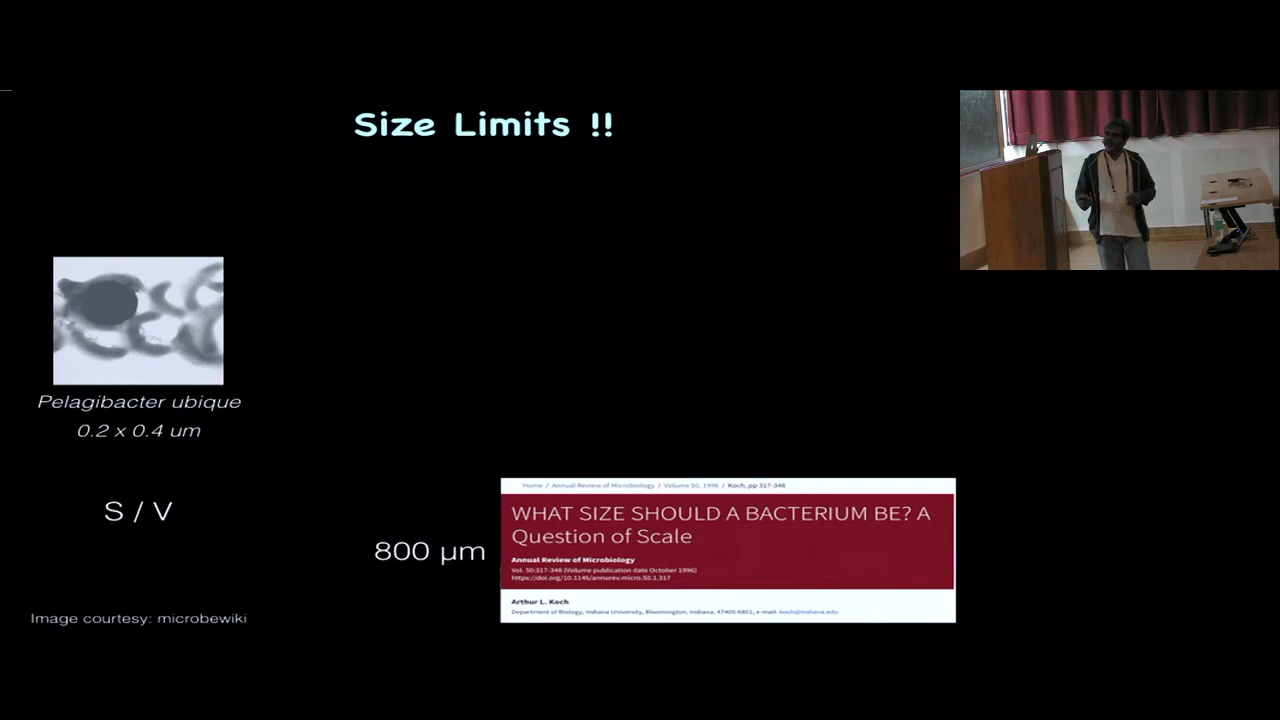 Size Limits !!
Pelagibacter ubique
0.2 x 0.4 um
S / V
Image courtesy: microbewiki
800 µm
Home / Annual Review of Microbiology / Volume 50, 1996 / Koch, pp 317-348
WHAT SIZE SHOULD A BACTERIUM BE? A
Question of Scale
Annual Review of Microbiology
Vol. 50:317-348 (Volume publication date October 1996)
https://doi.org/10.1146/annurev.micro.50.1.317
Arthur L. Koch
Department of Biology, Indiana University, Bloomington, Indiana, 47405-6801; e-mail: koch@indiana.edu